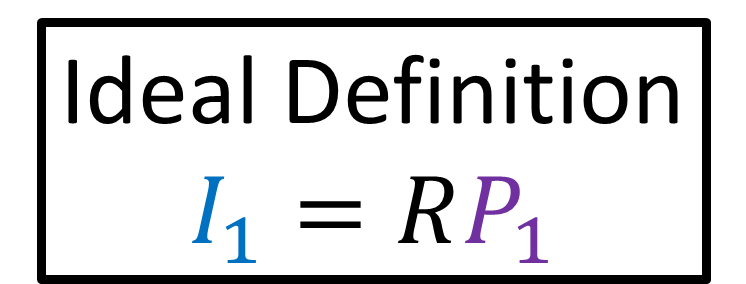 Ideal Definition
I₁ = RP₁